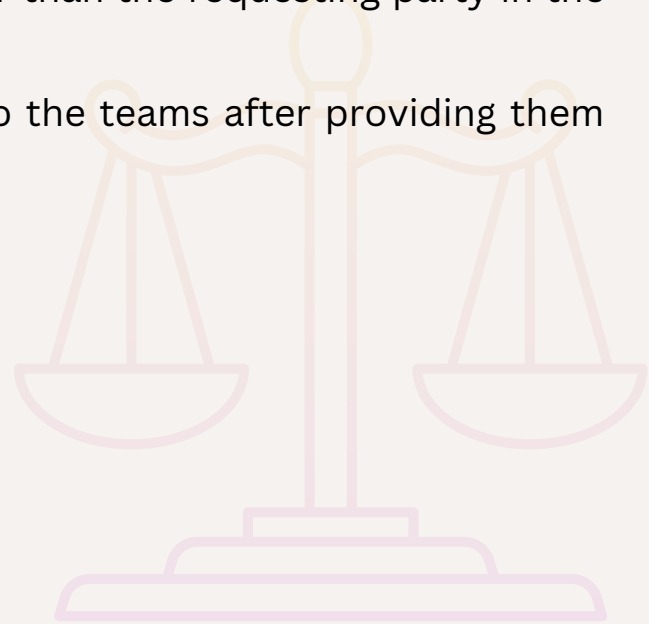 than the requesting party in the
the teams after providing them